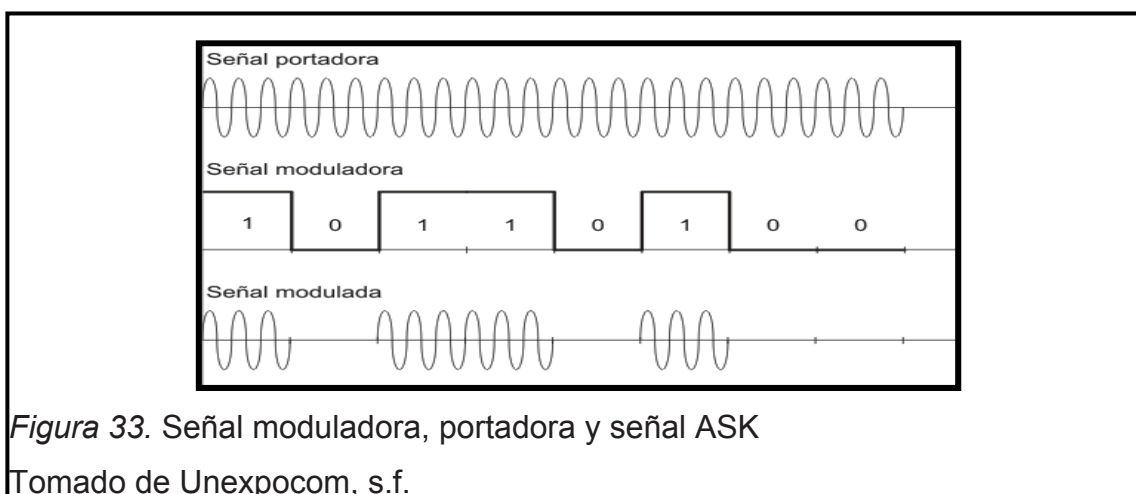 Señal portadora
Señal moduladora
1 0 1 1 0 1 0 0
Señal modulada
Figura 33. Señal moduladora, portadora y señal ASK
Tomado de Unexpocom, s.f.